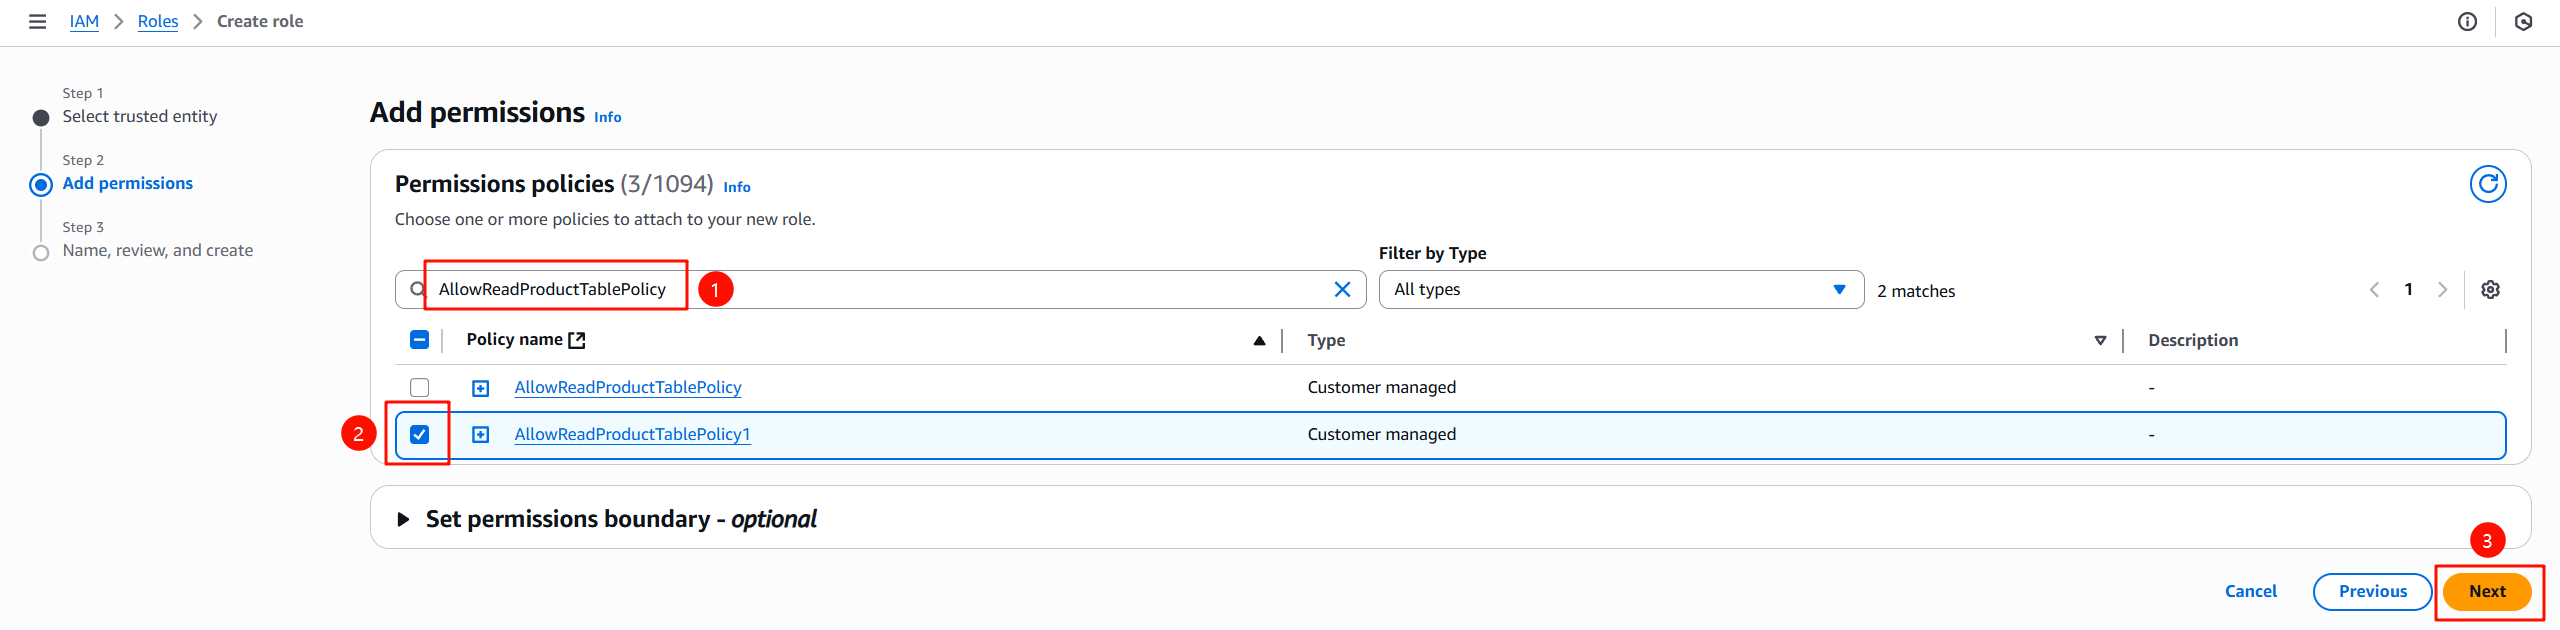 IAM > Roles > Create role
Step 1
Select trusted entity
Step 2
Add permissions
Step 3
Name, review, and create
Add permissions Info
Permissions policies (3/1094) Info
Choose one or more policies to attach to your new role.
Filter by Type
AllowReadProductTablePolicy
1
All types
2 matches
1
Policy name
Type
Description
AllowReadProductTablePolicy
Customer managed
-
2
AllowReadProductTablePolicy1
Customer managed
-
Set permissions boundary - optional
3
Cancel
Previous
Next